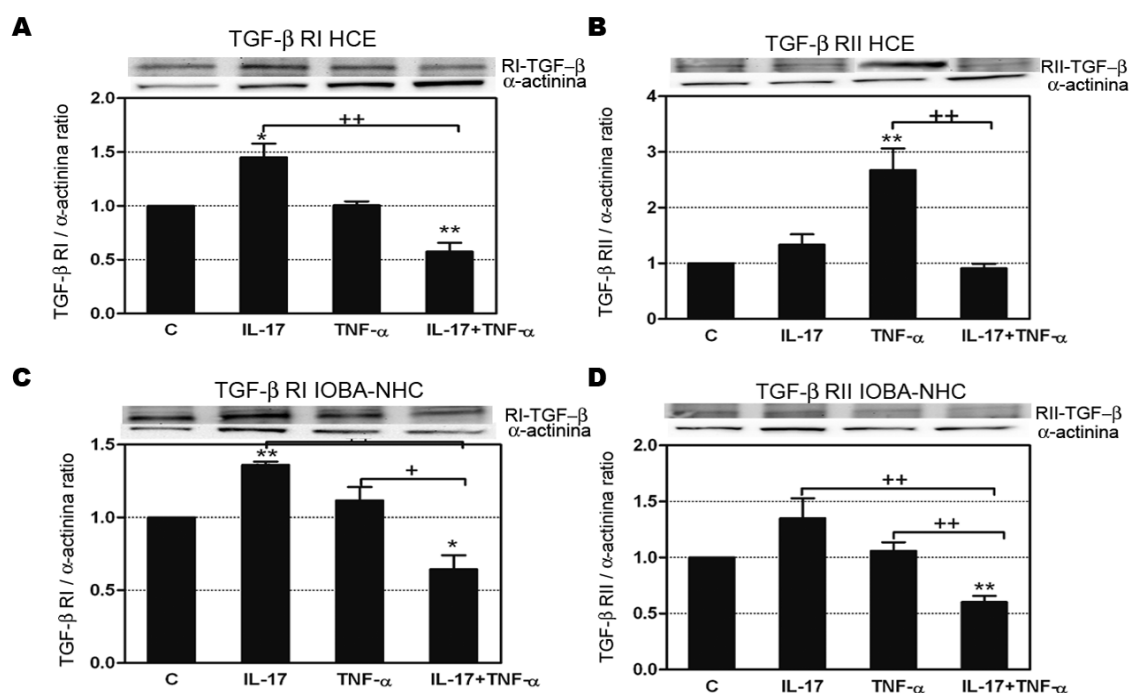 A
TGF-β RI HCE
RI-TGF–β
α-actinina
TGF-β RI / α-actinina ratio
2.0
1.5
1.0
0.5
0.0
*
++
**
C IL-17 TNF-α IL-17+TNF-α
B
TGF-β RII HCE
RII-TGF–β
α-actinina
TGF-β RII / α-actinina ratio
4
3
2
1
0
**
++
C IL-17 TNF-α IL-17+TNF-α
C
TGF-β RI IOBA-NHC
RI-TGF–β
α-actinina
TGF-β RI / α-actinina ratio
1.5
1.0
0.5
0.0
**
+
*
C IL-17 TNF-α IL-17+TNF-α
D
TGF-β RII IOBA-NHC
RII-TGF–β
α-actinina
TGF-β RII / α-actinina ratio
2.0
1.5
1.0
0.5
0.0
++
++
**
C IL-17 TNF-α IL-17+TNF-α